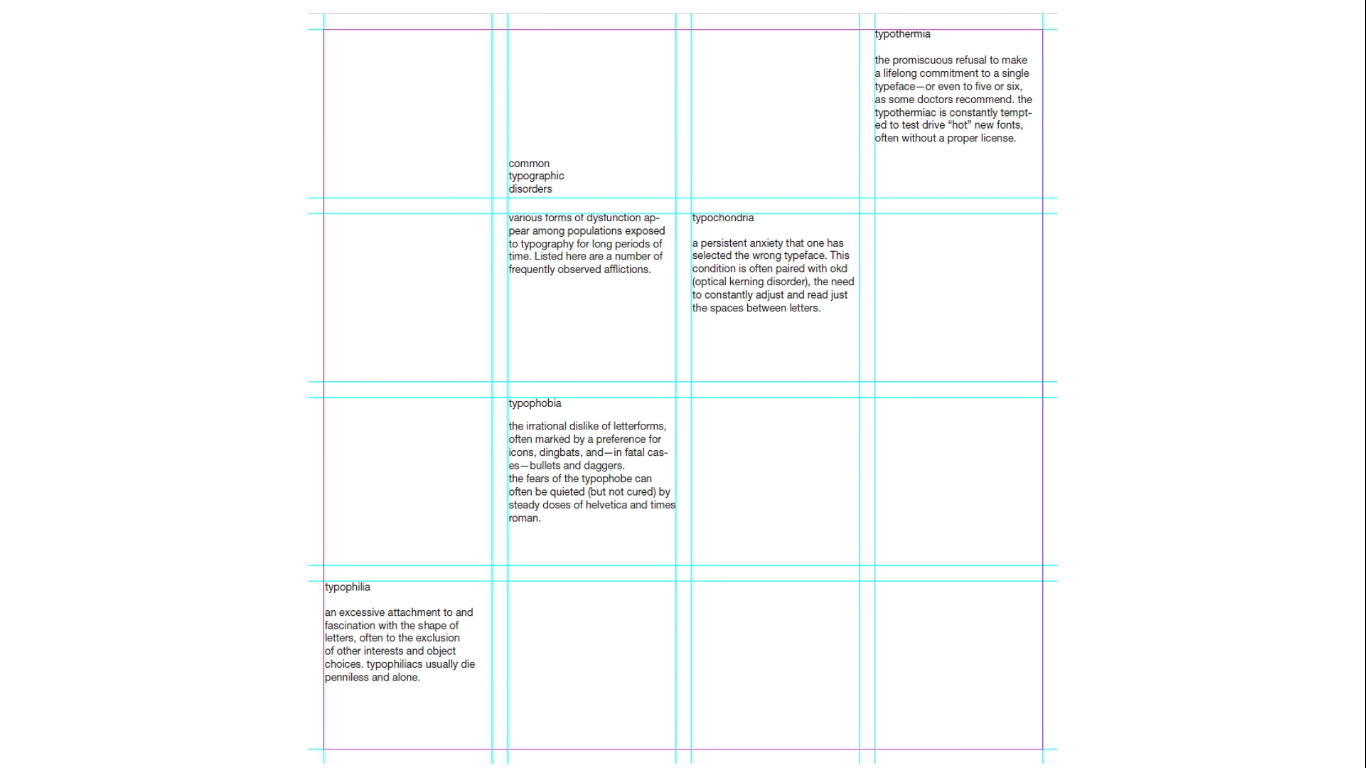 typothermia
the promiscuous refusal to make
a lifelong commitment to a single
typeface—or even to five or six,
as some doctors recommend. the
typothermiac is constantly tempt-
ed to test drive “hot” new fonts,
often without a proper license.
common
typographic
disorders
various forms of dysfunction ap-
pear among populations exposed
to typography for long periods of
time. Listed here are a number of
frequently observed afflictions.
typochondria
a persistent anxiety that one has
selected the wrong typeface. This
condition is often paired with okd
(optical kerning disorder), the need
to constantly adjust and read just
the spaces between letters.
typophobia
the irrational dislike of letterforms,
often marked by a preference for
icons, dingbats, and—in fatal cas-
es—bullets and daggers.
the fears of the typophobe can
often be quieted (but not cured) by
steady doses of helvetica and times
roman.
typophilia
an excessive attachment to and
fascination with the shape of
letters, often to the exclusion
of other interests and object
choices. typophiliacs usually die
penniless and alone.